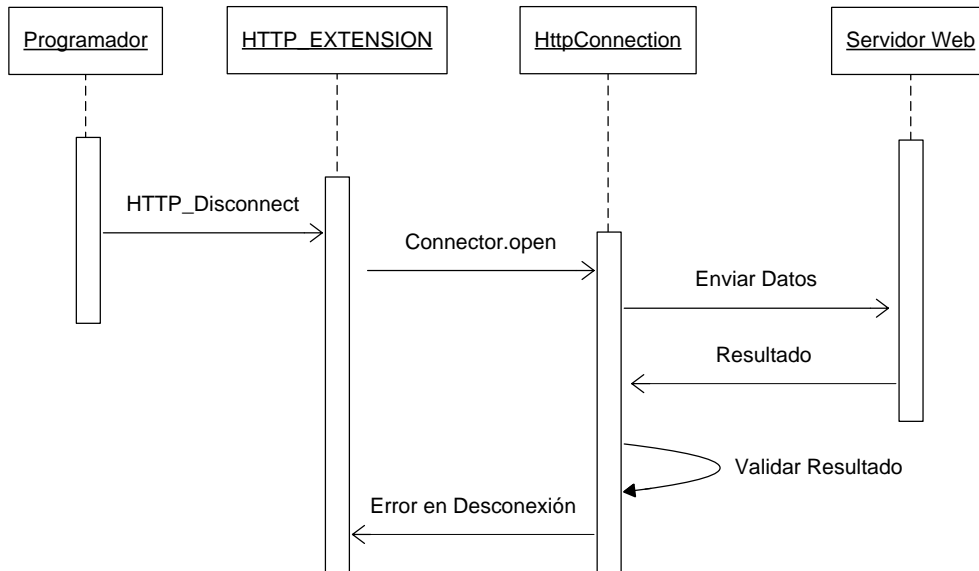 Programador
HTTP_EXTENSION
HttpConnection
Servidor Web
HTTP_Disconnect
Connector.open
Enviar Datos
Resultado
Validar Resultado
Error en Desconexión